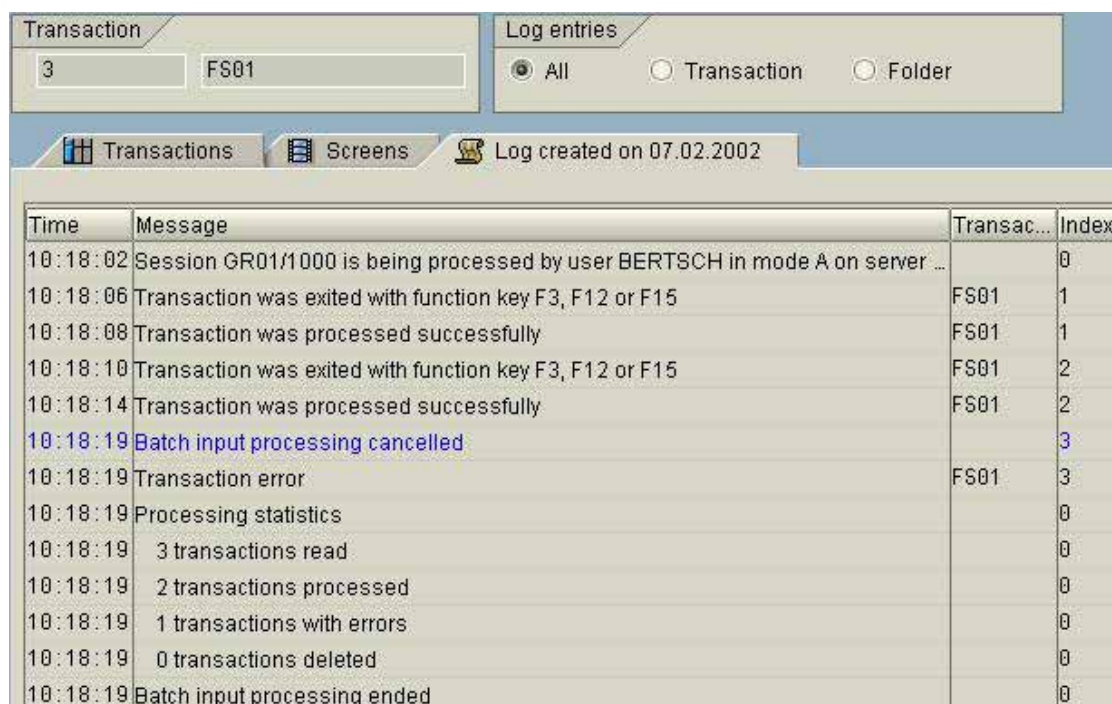 Transaction
Log entries
3 FS01
All Transaction Folder
Transactions Screens Log created on 07.02.2002
Time Message Transac... Index
10:18:02 Session GR01/1000 is being processed by user BERTSCH in mode A on server ... 0
10:18:06 Transaction was exited with function key F3, F12 or F15 FS01 1
10:18:08 Transaction was processed successfully FS01 1
10:18:10 Transaction was exited with function key F3, F12 or F15 FS01 2
10:18:14 Transaction was processed successfully FS01 2
10:18:19 Batch input processing cancelled 3
10:18:19 Transaction error FS01 3
10:18:19 Processing statistics 0
10:18:19 3 transactions read 0
10:18:19 2 transactions processed 0
10:18:19 1 transactions with errors 0
10:18:19 0 transactions deleted 0
10:18:19 Batch input processing ended 0